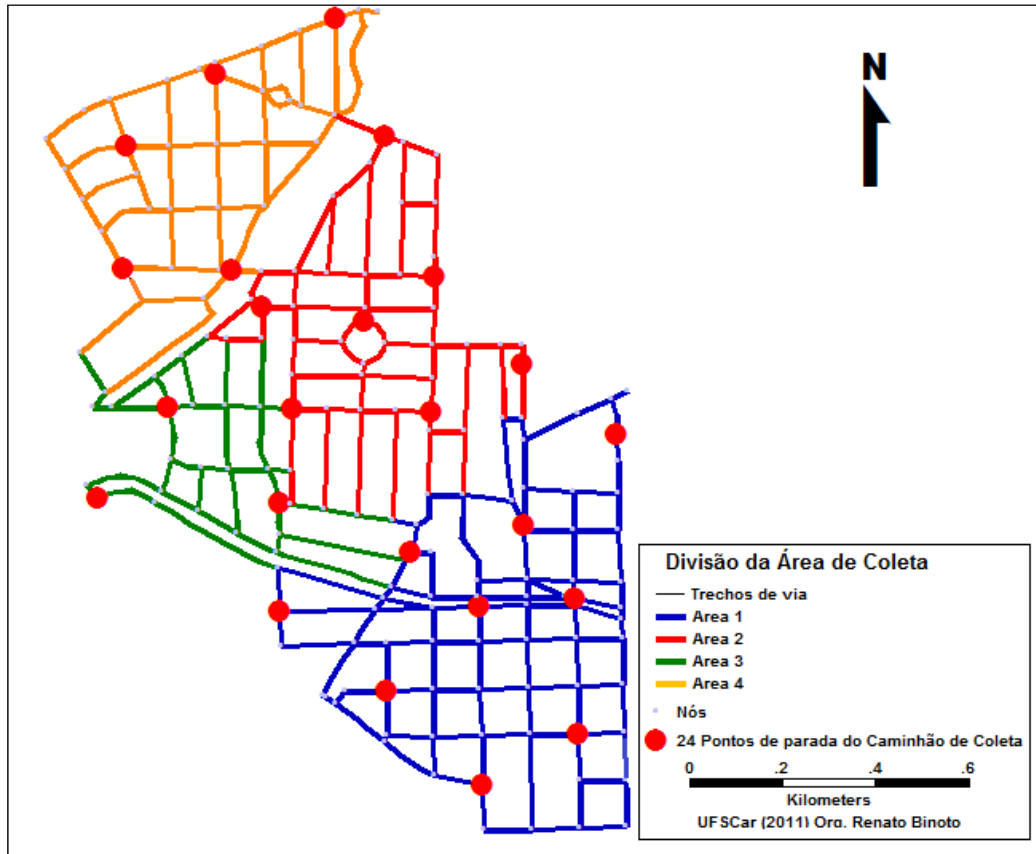 N
Divisão da Área de Coleta
Trechos de via
Area 1
Area 2
Area 3
Area 4
Nós
24 Pontos de parada do Caminhão de Coleta
0 .2 .4 .6
Kilometers
UFSCar (2011) Org. Renato Binoto